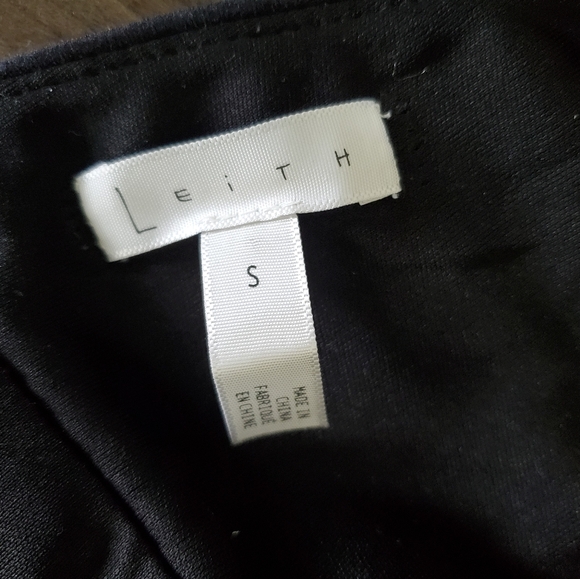 LEiTH
S
MADE IN
CHINA
FABRIQUÉ
EN CHINE